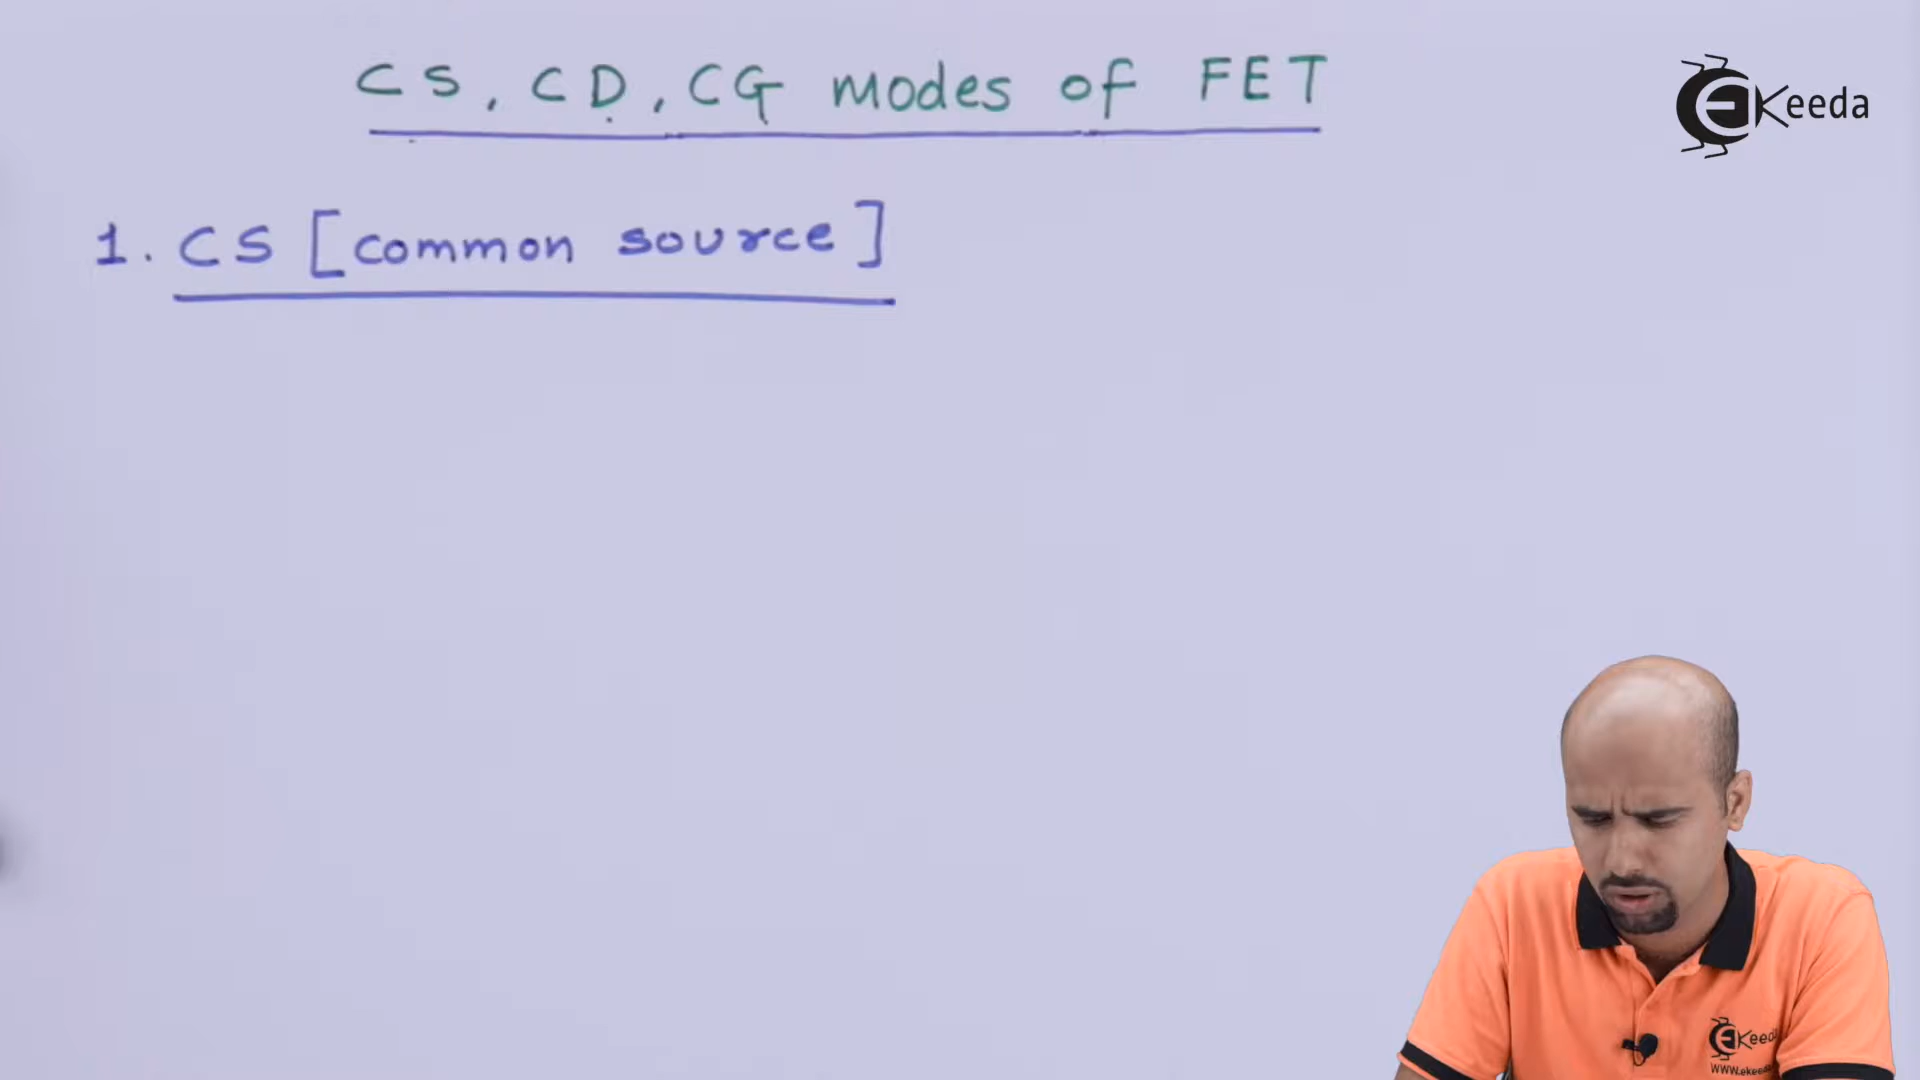 CS, CD, CG modes of FET
EKeeda
1. CS [common source]
EKeeda